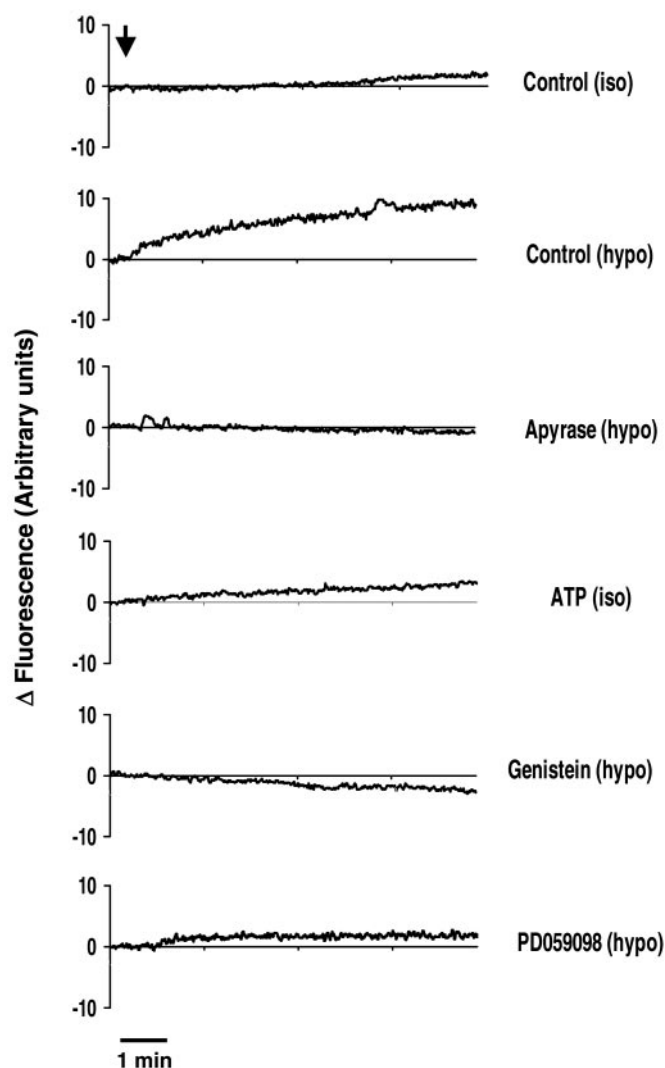 10
0
-10
Control (iso)
10
0
-10
Control (hypo)
10
0
-10
Apyrase (hypo)
Δ Fluorescence (Arbitrary units)
10
0
-10
ATP (iso)
10
0
-10
Genistein (hypo)
10
0
-10
PD059098 (hypo)
1 min